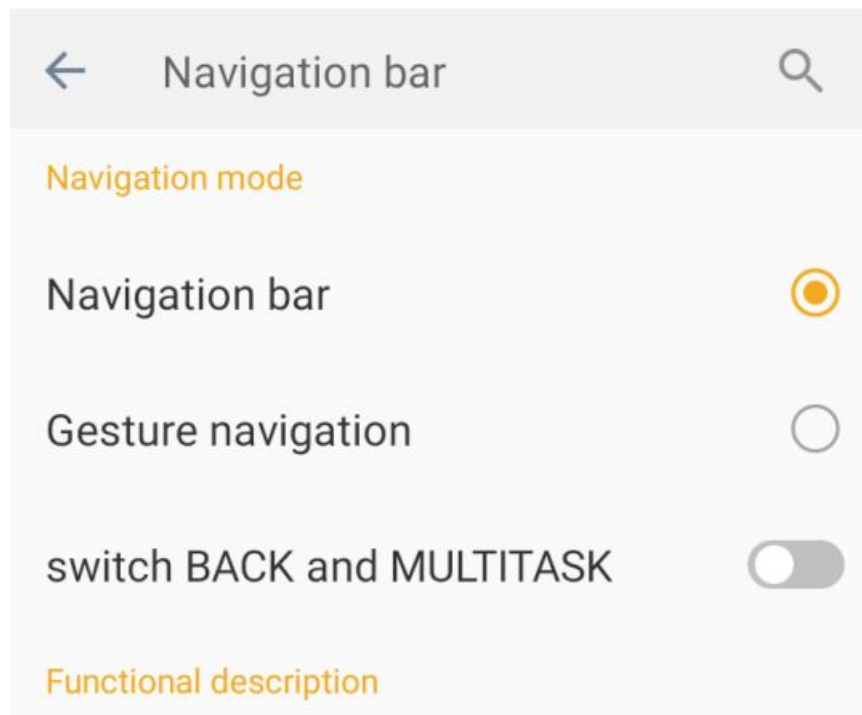 Navigation bar
Navigation mode
Navigation bar
Gesture navigation
switch BACK and MULTITASK
Functional description